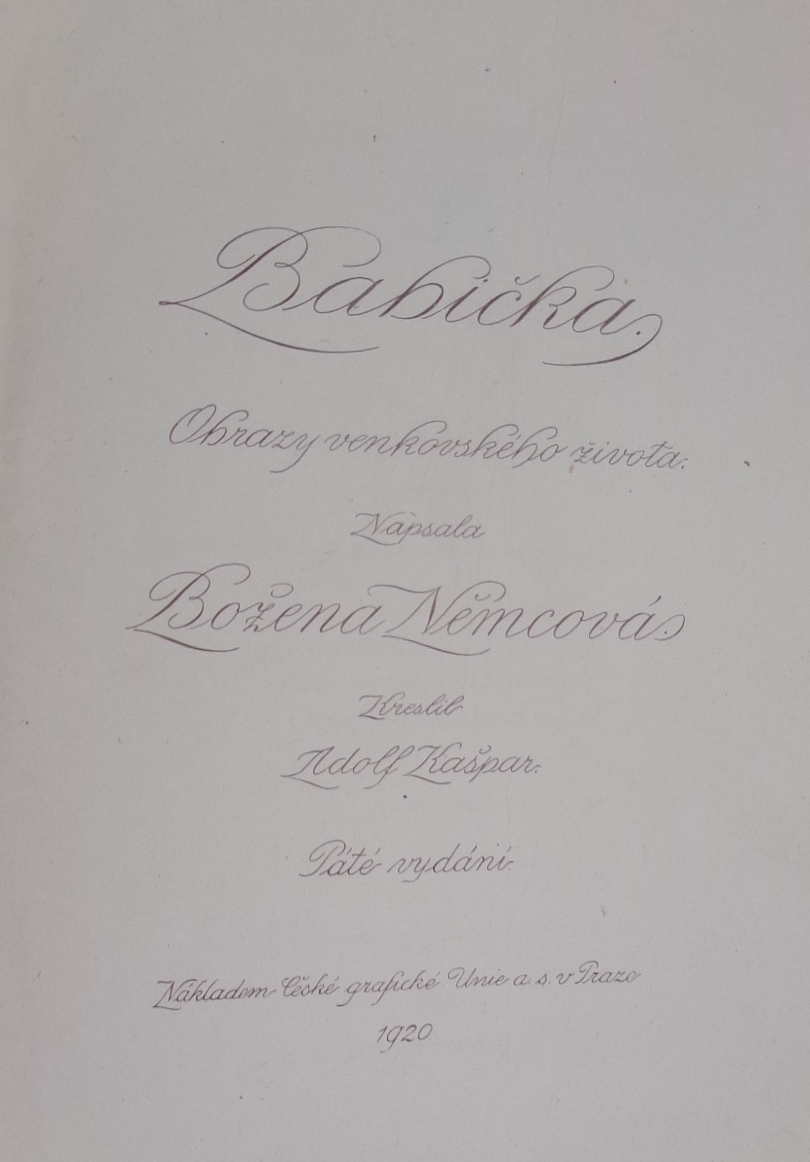 Babička.
Obrazy venkovského života.
Napsala
Božena Němcová.
Kreslil
Adolf Kašpar.
Páté vydání.
Nákladem České grafické Unie a. s. v Praze
1920